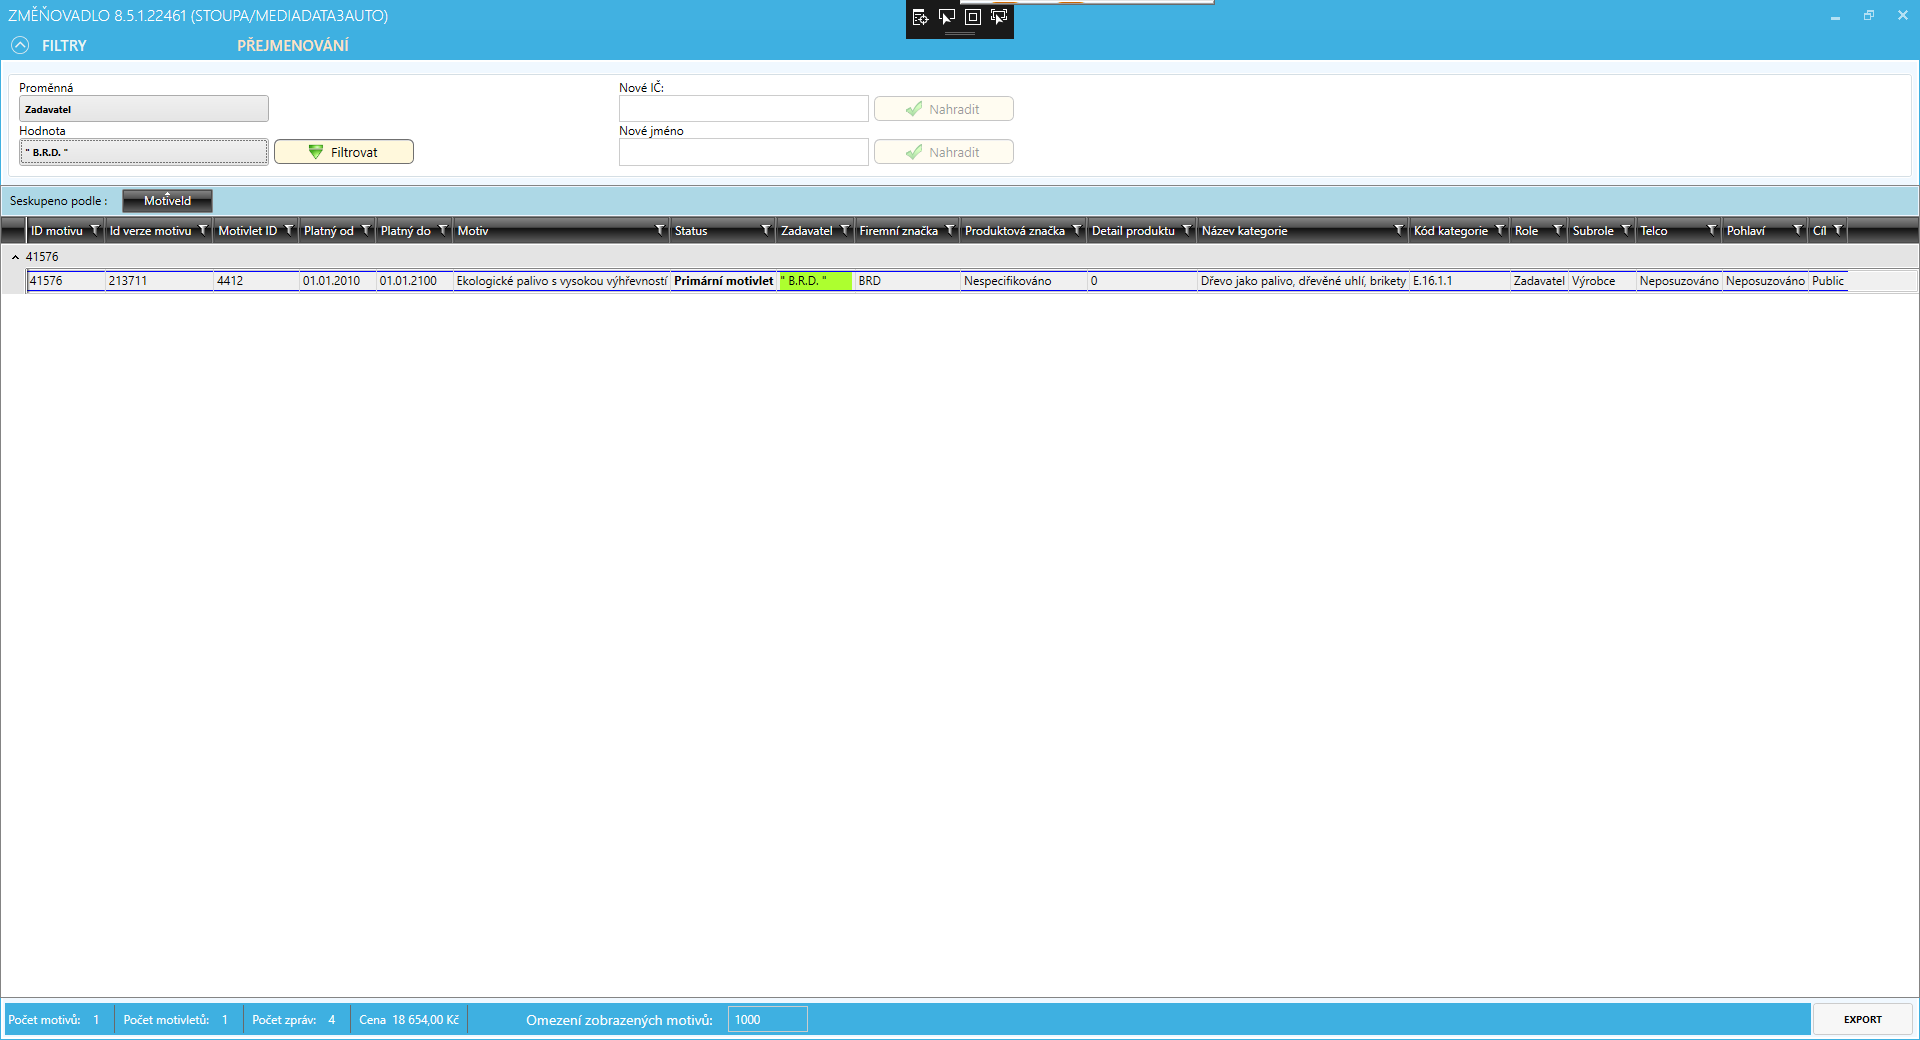 ZMĚŇOVADLO 8.5.1.22461 (STOUPA/MEDIADATA3AUTO)
FILTRY PŘEJMENOVÁNÍ
Proměnná Nové IČ:
Zadavatel Nahradit
Hodnota Nové jméno
" B.R.D. " Filtrovat Nahradit
Seskupeno podle : MotiveId
ID motivu Id verze motivu Motivlet ID Platný od Platný do Motiv Status Zadavatel Firemní značka Produktová značka Detail produktu Název kategorie Kód kategorie Role Subrole Telco Pohlaví Cíl
41576
41576 213711 4412 01.01.2010 01.01.2100 Ekologické palivo s vysokou výhřevností Primární motivlet " B.R.D. " BRD Nespecifikováno 0 Dřevo jako palivo, dřevěné uhlí, brikety E.16.1.1 Zadavatel Výrobce Neposuzováno Neposuzováno Public
Počet motivů: 1 Počet motivletů: 1 Počet zpráv: 4 Cena 18 654,00 Kč Omezení zobrazených motivů: 1000 EXPORT